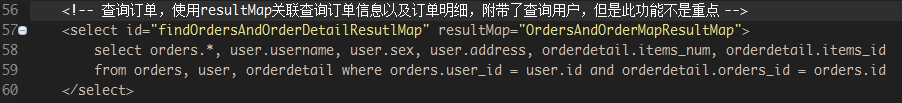 56 <!-- 查询订单，使用resultMap关联查询订单信息以及订单明细，附带了查询用户，但是此功能不是重点 -->
57 <select id="findOrdersAndOrderDetailResutlMap" resultMap="OrdersAndOrderMapResultMap">
58 select orders.*, user.username, user.sex, user.address, orderdetail.items_num, orderdetail.items_id
59 from orders, user, orderdetail where orders.user_id = user.id and orderdetail.orders_id = orders.id
60 </select>